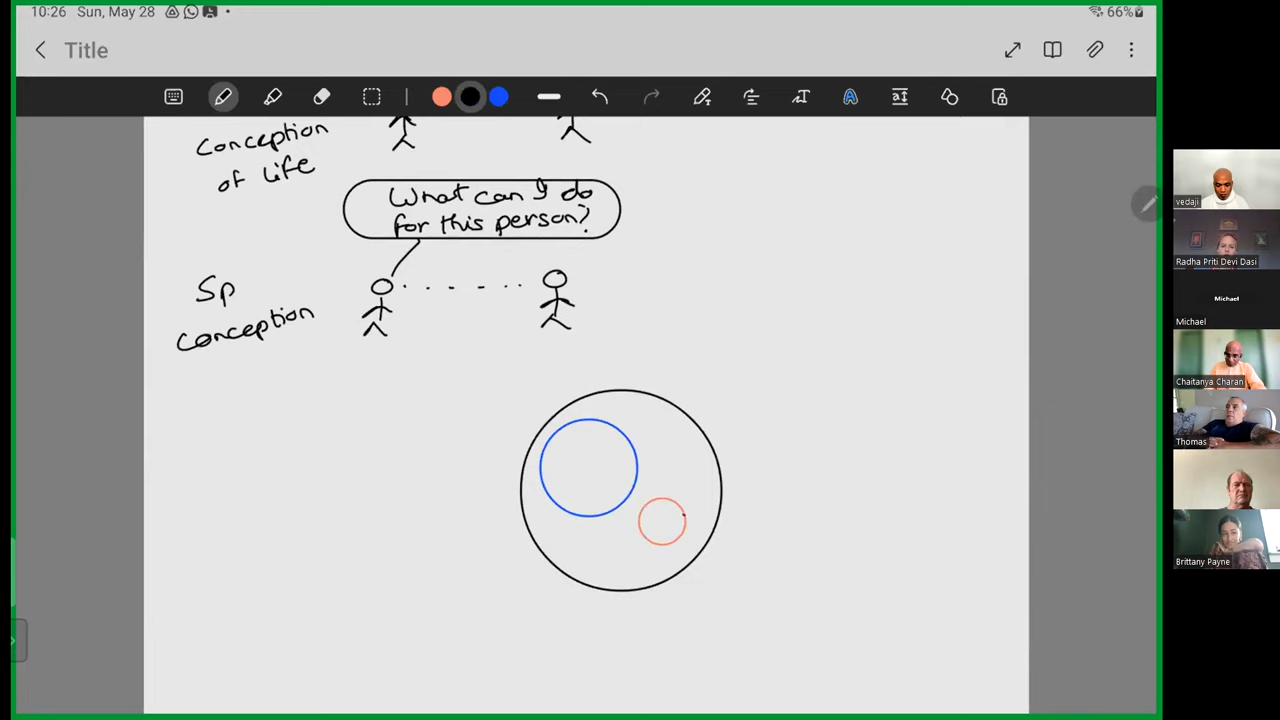 10:26 Sun, May 28
66%
Title
Conception
of Life
What can I do
for this person?
Sp
conception
vedaji
Radha Priti Devi Dasi
Michael
Michael
Chaitanya Charan
Thomas
Brittany Payne